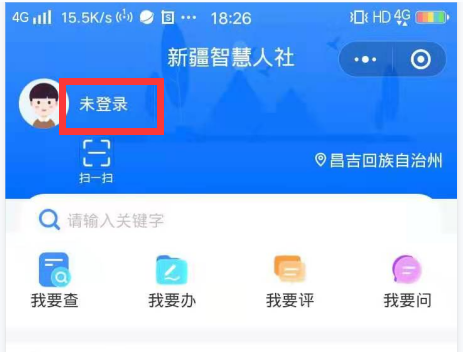 4G 15.5K/s ... 18:26 HD 4G
新疆智慧人社
未登录
扫一扫
昌吉回族自治州
请输入关键字
我要查 我要办 我要评 我要问